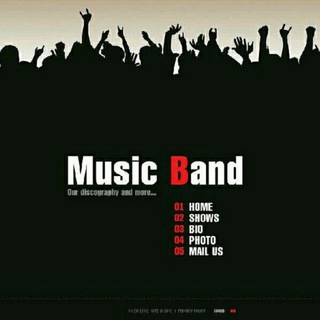 Music Band
Our discography and more...
01 HOME
02 SHOWS
03 BIO
04 PHOTO
05 MAIL US